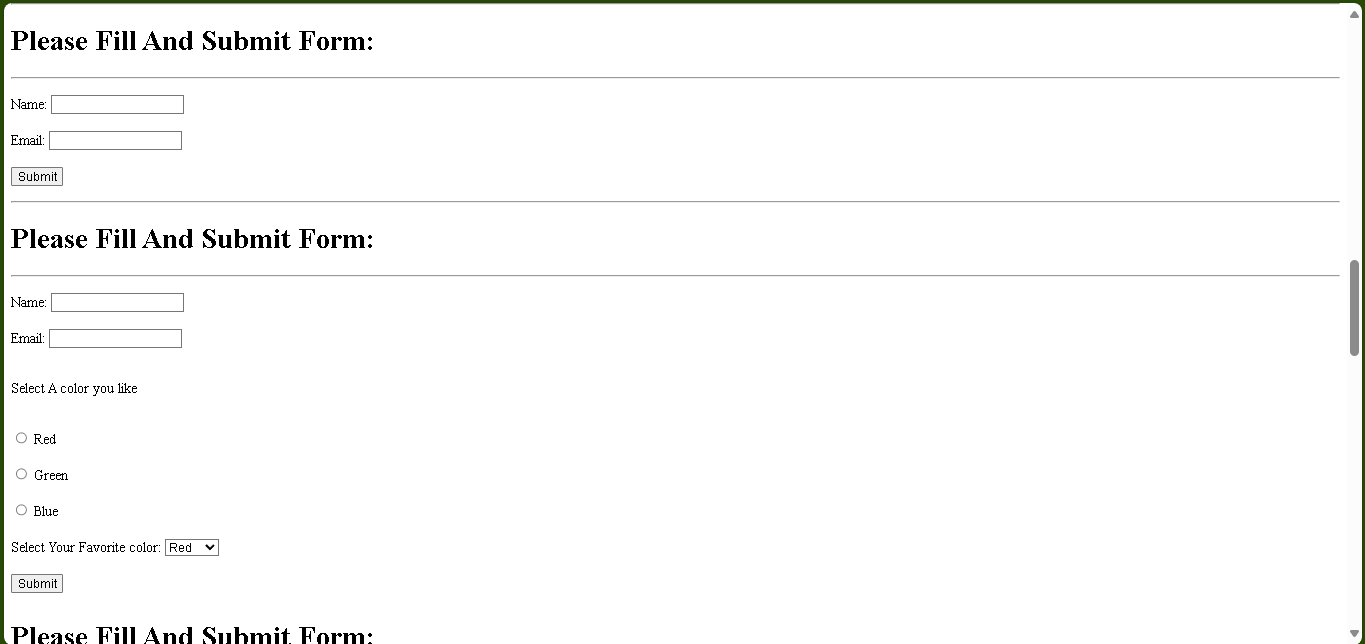 Please Fill And Submit Form:
Name:
Email:
Submit
Please Fill And Submit Form:
Name:
Email:
Select A color you like
Red
Green
Blue
Select Your Favorite color: Red
Submit
Please Fill And Submit Form: